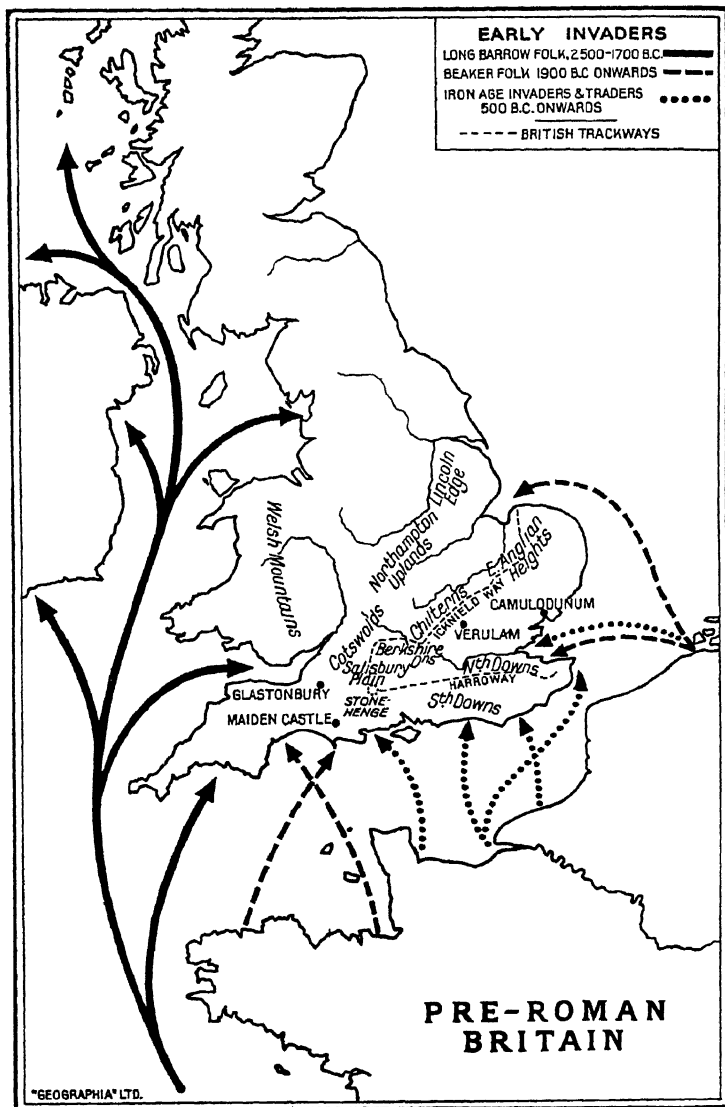 EARLY INVADERS
LONG BARROW FOLK, 2500-1700 B.C.
BEAKER FOLK 1900 B.C ONWARDS
IRON AGE INVADERS & TRADERS
500 B.C. ONWARDS
BRITISH TRACKWAYS
Lincoln
Edge
Northampton
Uplands
Welsh Mountains
E. Anglian
Heights
Chilterns
ICKNIELD WAY
CAMULODUNUM
VERULAM
Cotswolds
Berkshire
Dns
Salisbury
Plain
Nth Downs
HARROWAY
GLASTONBURY
STONE-
HENGE
Sth Downs
MAIDEN CASTLE
PRE-ROMAN
BRITAIN
"GEOGRAPHIA" LTD.